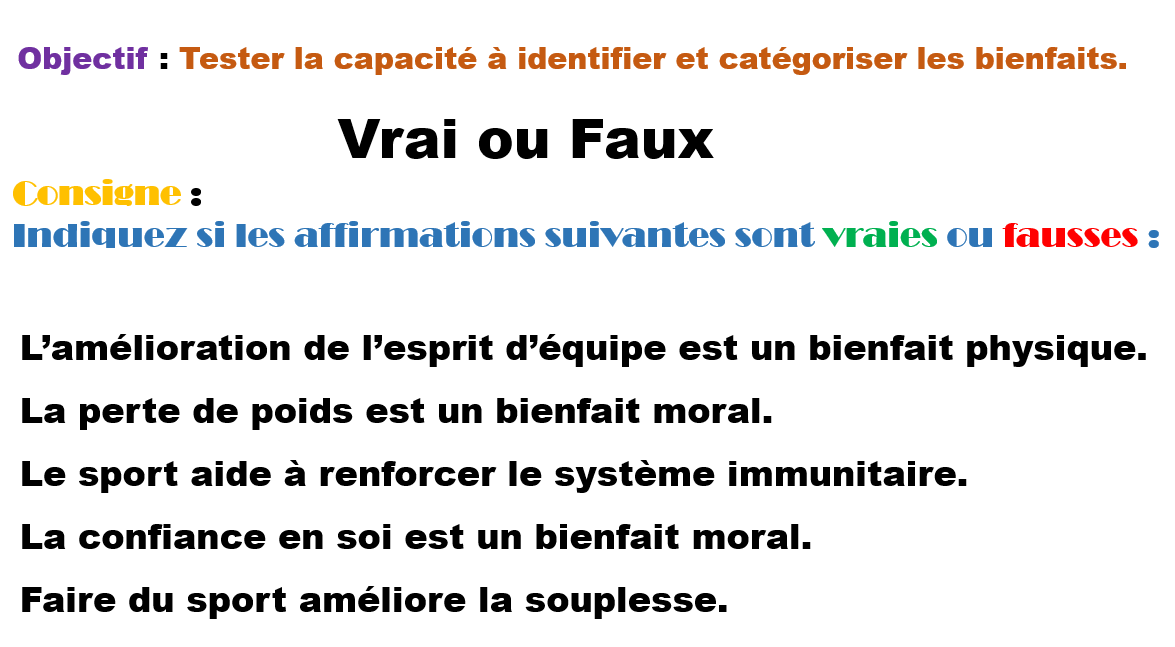 Objectif : Tester la capacité à identifier et catégoriser les bienfaits.
Vrai ou Faux
Consigne :
Indiquez si les affirmations suivantes sont vraies ou fausses :
L’amélioration de l’esprit d’équipe est un bienfait physique.
La perte de poids est un bienfait moral.
Le sport aide à renforcer le système immunitaire.
La confiance en soi est un bienfait moral.
Faire du sport améliore la souplesse.